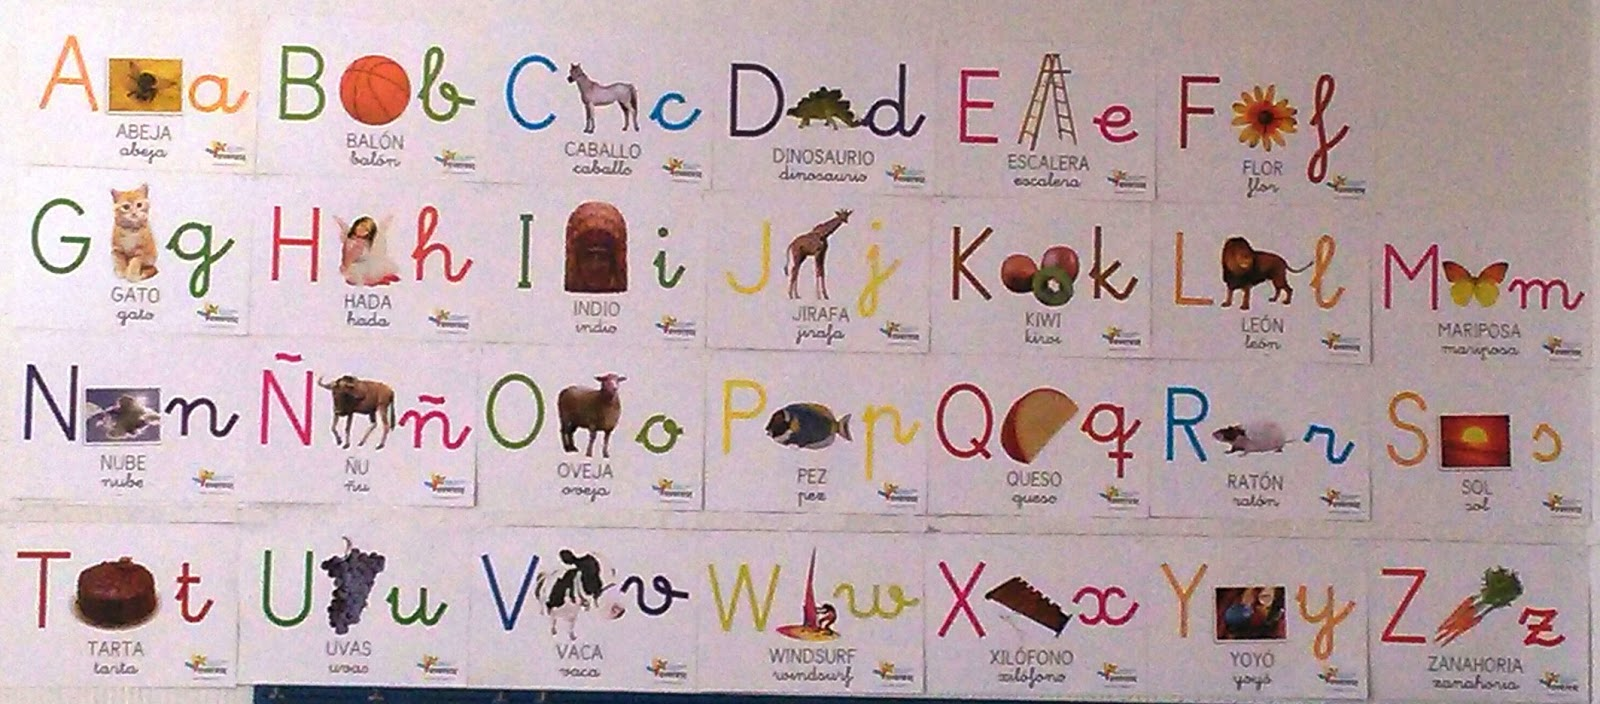 A a
ABEJA
abeja
B b
BALÓN
balón
C c
CABALLO
caballo
D d
DINOSAURIO
dinosaurio
E e
ESCALERA
escalera
F f
FLOR
flor
G g
GATO
gato
H h
HADA
hada
I i
INDIO
indio
J j
JIRAFA
jirafa
K k
KIWI
kiwi
L l
LEÓN
león
M m
MARIPOSA
mariposa
N n
NUBE
nube
Ñ ñ
ÑU
ñu
O o
OVEJA
oveja
P p
PEZ
pez
Q q
QUESO
queso
R r
RATÓN
ratón
S s
SOL
sol
T t
TARTA
tarta
U u
UVAS
uvas
V v
VACA
vaca
W w
WINDSURF
windsurf
X x
XILÓFONO
xilófono
Y y
YOYÓ
yoyó
Z z
ZANAHORIA
zanahoria